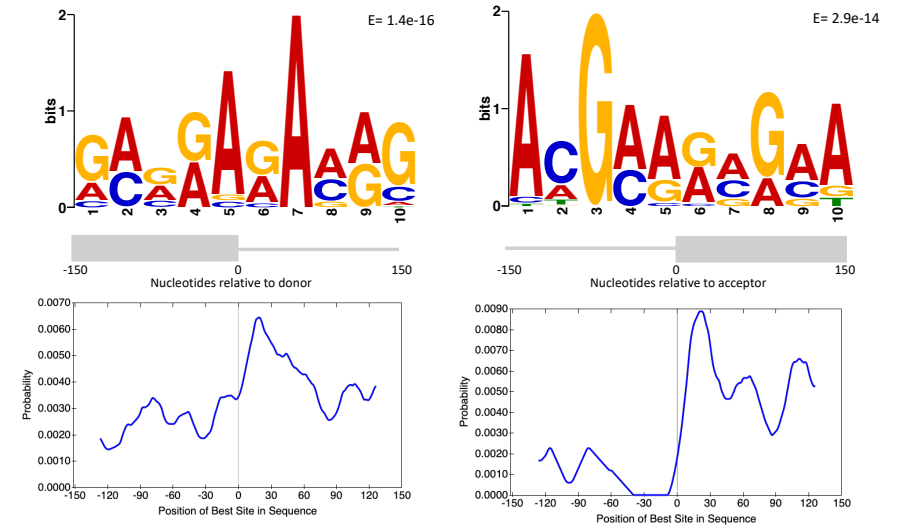 E= 1.4e-16
2
1
0
bits
G A G G A G A A A G
A C A A G A C G C
C G C C G A
1 2 3 4 5 6 7 8 9 10
-150 0 150
Nucleotides relative to donor
0.0070
0.0060
0.0050
0.0040
0.0030
0.0020
0.0010
0.0000
Probability
-150 -120 -90 -60 -30 0 30 60 90 120 150
Position of Best Site in Sequence
E= 2.9e-14
2
1
0
bits
A C G A A G A G A A
C A C G A C A C G
T C C G G T
1 2 3 4 5 6 7 8 9 10
-150 0 150
Nucleotides relative to acceptor
0.0090
0.0080
0.0070
0.0060
0.0050
0.0040
0.0030
0.0020
0.0010
0.0000
Probability
-150 -120 -90 -60 -30 0 30 60 90 120 150
Position of Best Site in Sequence